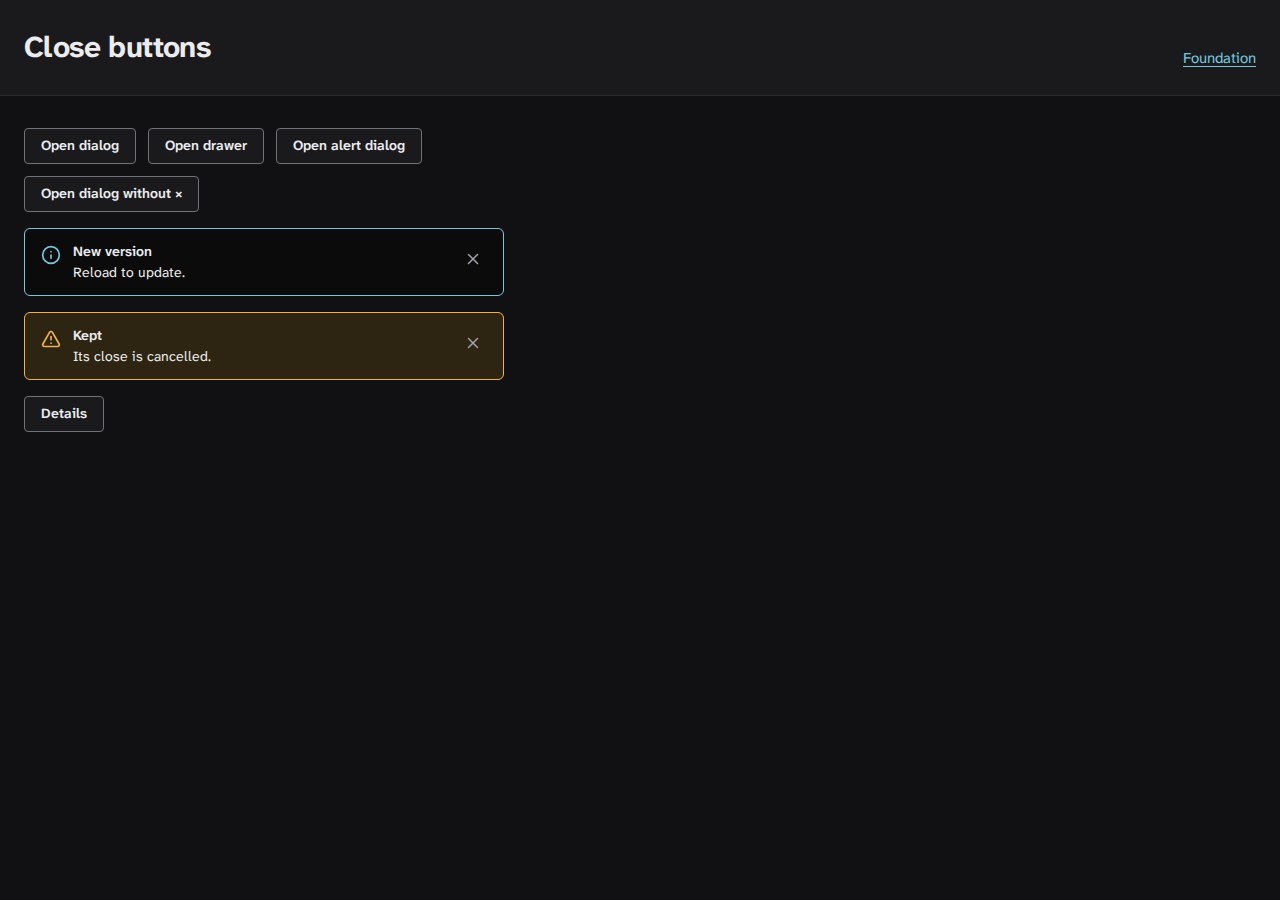 Close buttons
Foundation
Open dialog
Open drawer
Open alert dialog
Open dialog without ×
New version
Reload to update.
Kept
Its close is cancelled.
Details